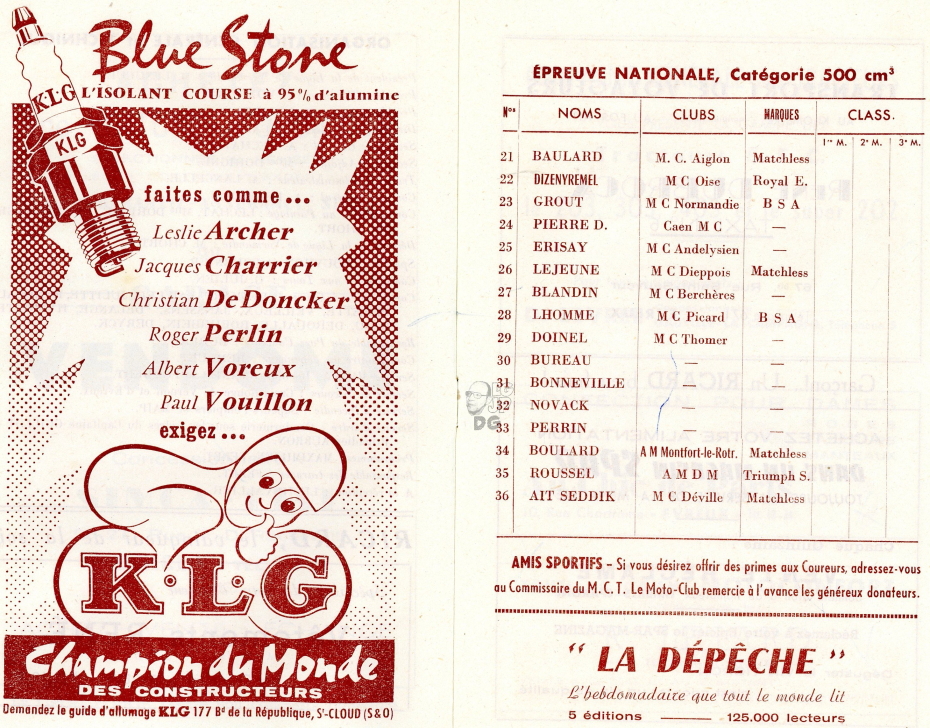 Blue Stone
L'ISOLANT COURSE à 95% d'alumine
K·L·G
KLG
faites comme ...
Leslie Archer
Jacques Charrier
Christian De Doncker
Roger Perlin
Albert Voreux
Paul Vouillon
exigez ...
K·L·G
Champion du Monde
DES CONSTRUCTEURS
Demandez le guide d'allumage KLG 177 Bd de la République, St-CLOUD (S & O)
ÉPREUVE NATIONALE, Catégorie 500 cm³
Nos NOMS CLUBS MARQUES CLASS.
1re M. 2e M. 3e M.
21 BAULARD M. C. Aiglon Matchless
22 DIZENYREMEL M C Oise Royal E.
23 GROUT M C Normandie B S A
24 PIERRE D. Caen M C —
25 ERISAY M C Andelysien —
26 LEJEUNE M C Dieppois Matchless
27 BLANDIN M C Berchères —
28 LHOMME M C Picard B S A
29 DOINEL M C Thomer —
30 BUREAU — —
31 BONNEVILLE — —
32 NOVACK — —
33 PERRIN — —
34 BOULARD A M Montfort-le-Rotr. Matchless
35 ROUSSEL A M D M Triumph S.
36 AIT SEDDIK M C Déville Matchless
DG
AMIS SPORTIFS - Si vous désirez offrir des primes aux Coureurs, adressez-vous
au Commissaire du M. C. T. Le Moto-Club remercie à l'avance les généreux donateurs.
“ LA DÉPÊCHE ”
L'hebdomadaire que tout le monde lit
5 éditions — 125.000 lecteurs